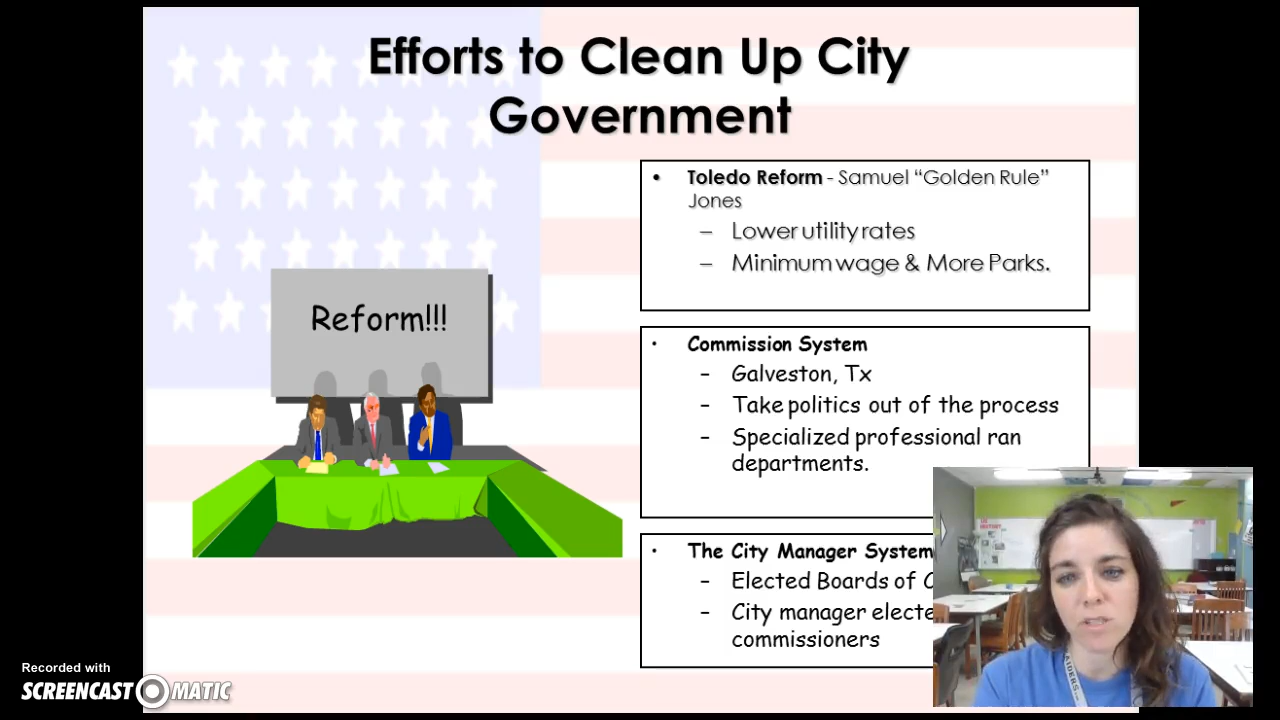 Efforts to Clean Up City
Government
• Toledo Reform - Samuel “Golden Rule”
Jones
– Lower utility rates
– Minimum wage & More Parks.
Reform!!!
• Commission System
– Galveston, Tx
– Take politics out of the process
– Specialized professional ran
departments.
• The City Manager System
– Elected Boards of
– City manager electe
commissioners
Recorded with
SCREENCAST MATIC